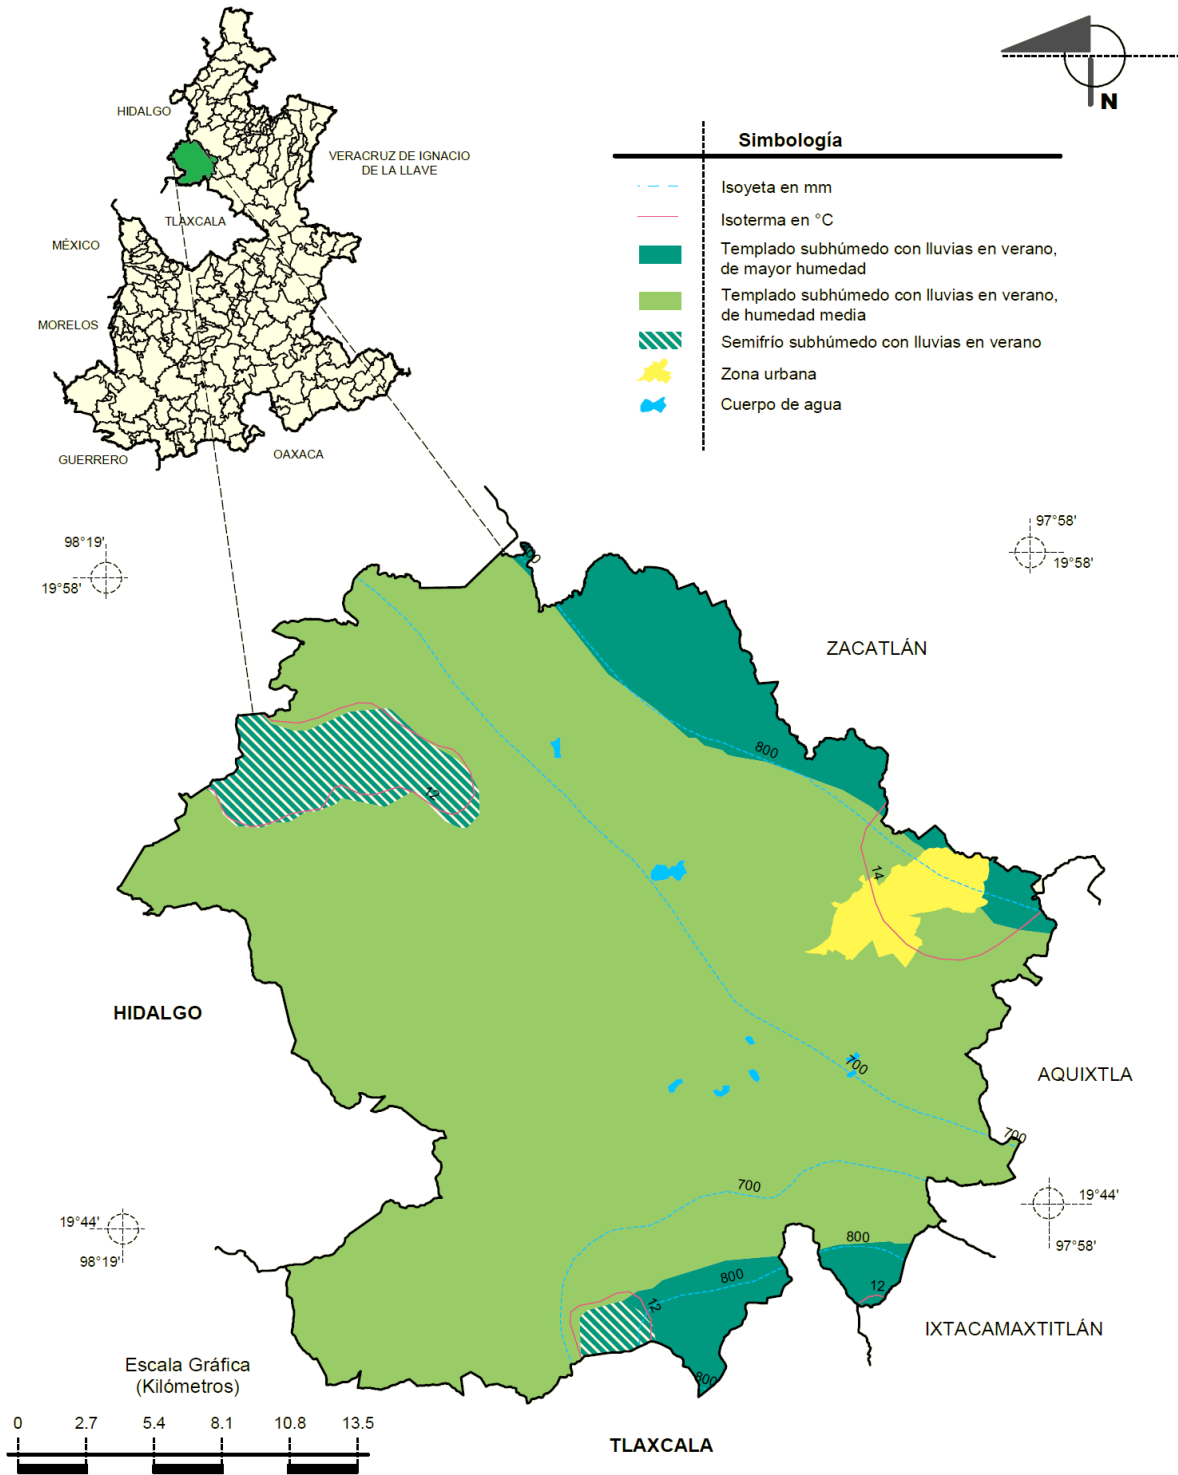 HIDALGO
VERACRUZ DE IGNACIO
DE LA LLAVE
TLAXCALA
MÉXICO
MORELOS
GUERRERO
OAXACA
N
Simbología
Isoyeta en mm
Isoterma en °C
Templado subhúmedo con lluvias en verano,
de mayor humedad
Templado subhúmedo con lluvias en verano,
de humedad media
Semifrío subhúmedo con lluvias en verano
Zona urbana
Cuerpo de agua
98°19'
19°58'
97°58'
19°58'
ZACATLÁN
800
12
14
HIDALGO
700
AQUIXTLA
700
700
19°44'
98°19'
19°44'
97°58'
800
800
12
12
800
IXTACAMAXTITLÁN
TLAXCALA
Escala Gráfica
(Kilómetros)
0 2.7 5.4 8.1 10.8 13.5